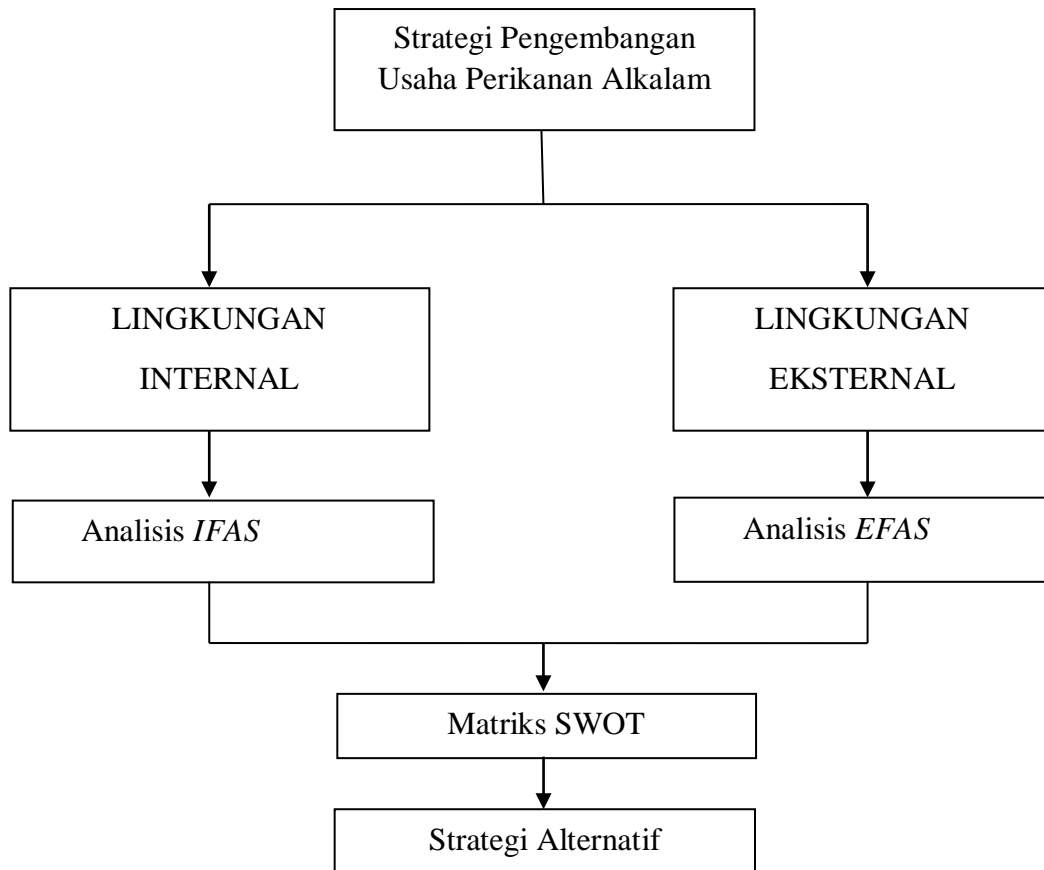 Strategi Pengembangan
Usaha Perikanan Alkalam
LINGKUNGAN
INTERNAL
LINGKUNGAN
EKSTERNAL
Analisis IFAS
Analisis EFAS
Matriks SWOT
Strategi Alternatif